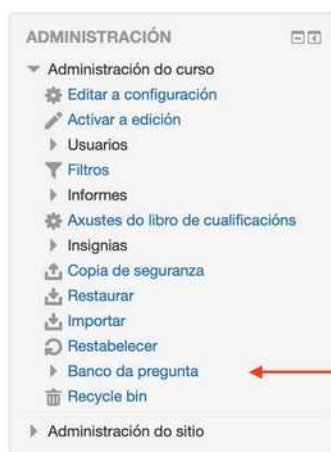 ADMINISTRACIÓN
Administración do curso
Editar a configuración
Activar a edición
Usuarios
Filtros
Informes
Axustes do libro de cualificacións
Insignias
Copia de seguranza
Restaurar
Importar
Restabelecer
Banco da pregunta
Recycle bin
Administración do sitio